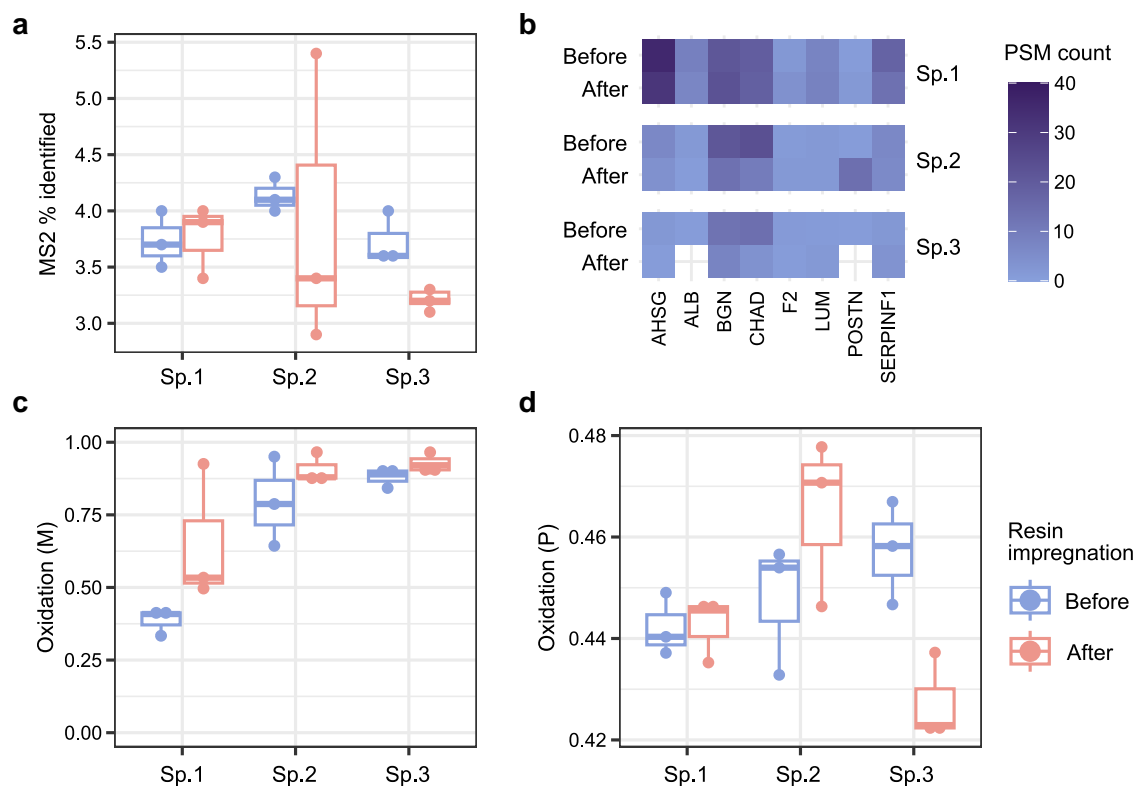 a
5.5
5.0
4.5
4.0
3.5
3.0
MS2 % identified
Sp.1 Sp.2 Sp.3
b
Before
After
Sp.1
Before
After
Sp.2
Before
After
Sp.3
AHSG
ALB
BGN
CHAD
F2
LUM
POSTN
SERPINF1
PSM count
40
30
20
10
0
c
1.00
0.75
0.50
0.25
0.00
Oxidation (M)
Sp.1 Sp.2 Sp.3
d
0.48
0.46
0.44
0.42
Oxidation (P)
Sp.1 Sp.2 Sp.3
Resin
impregnation
Before
After